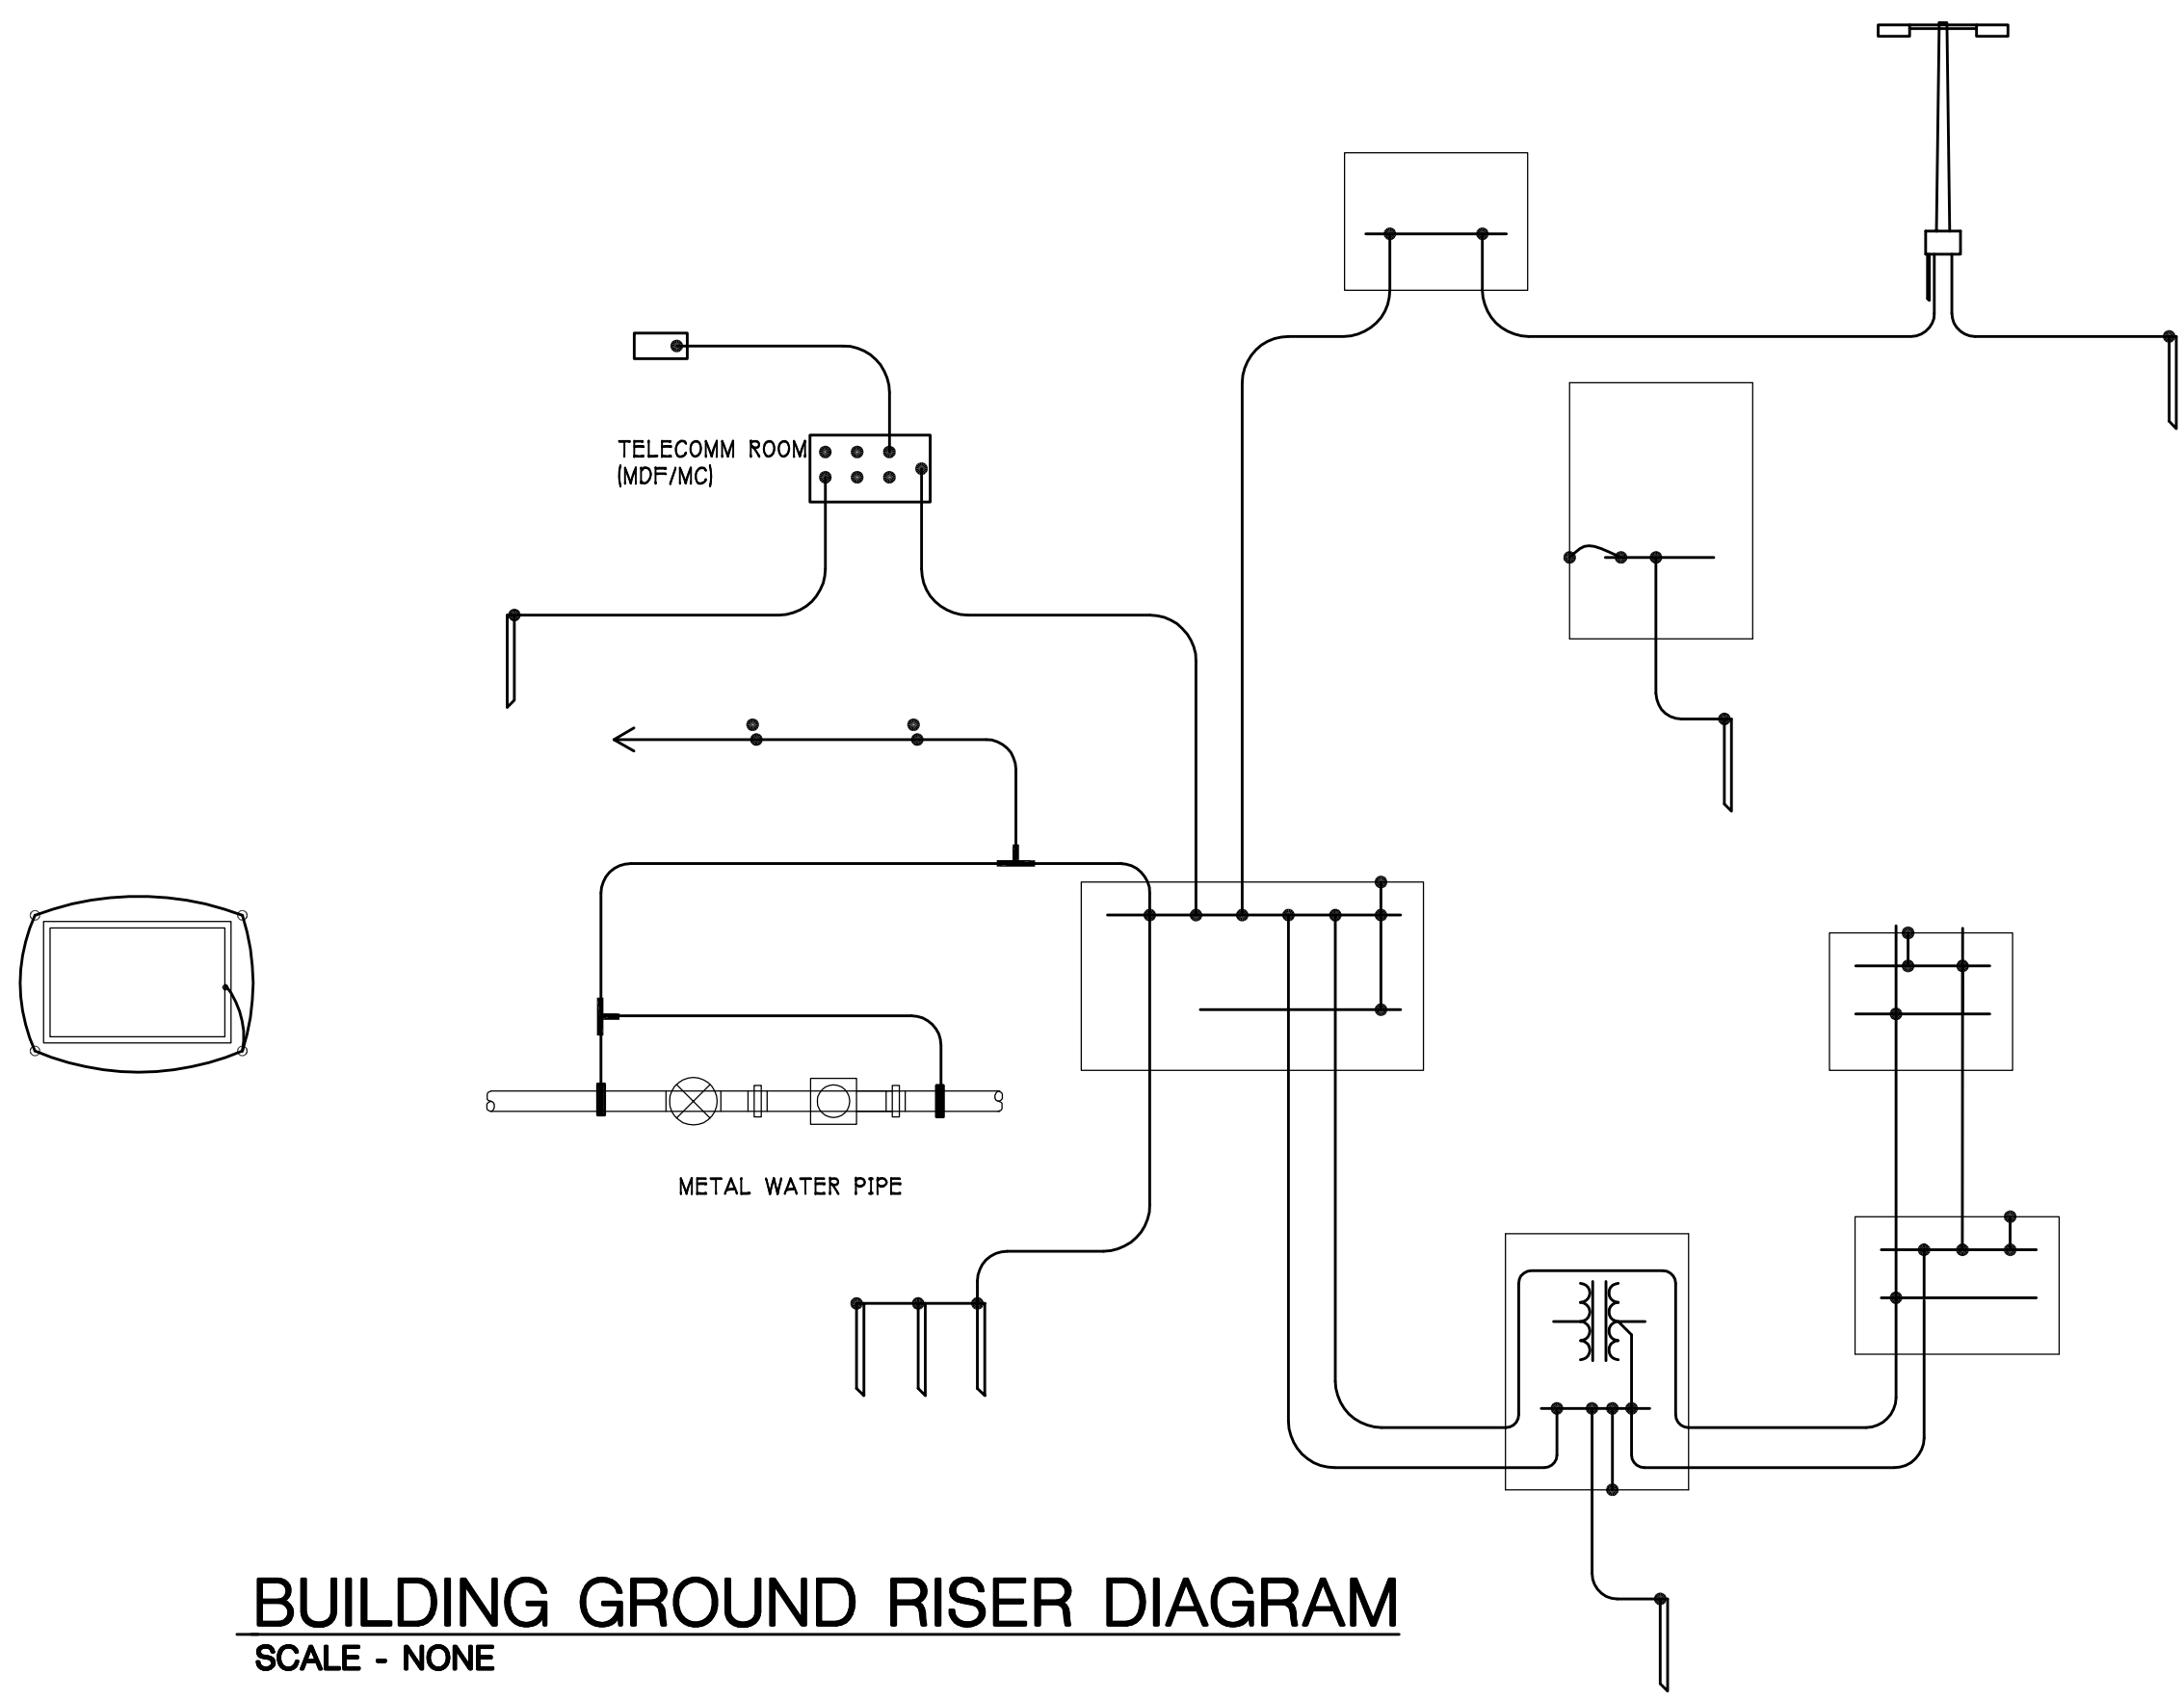 TELECOMM ROOM
(MDF/MC)
METAL WATER PIPE
BUILDING GROUND RISER DIAGRAM
SCALE - NONE